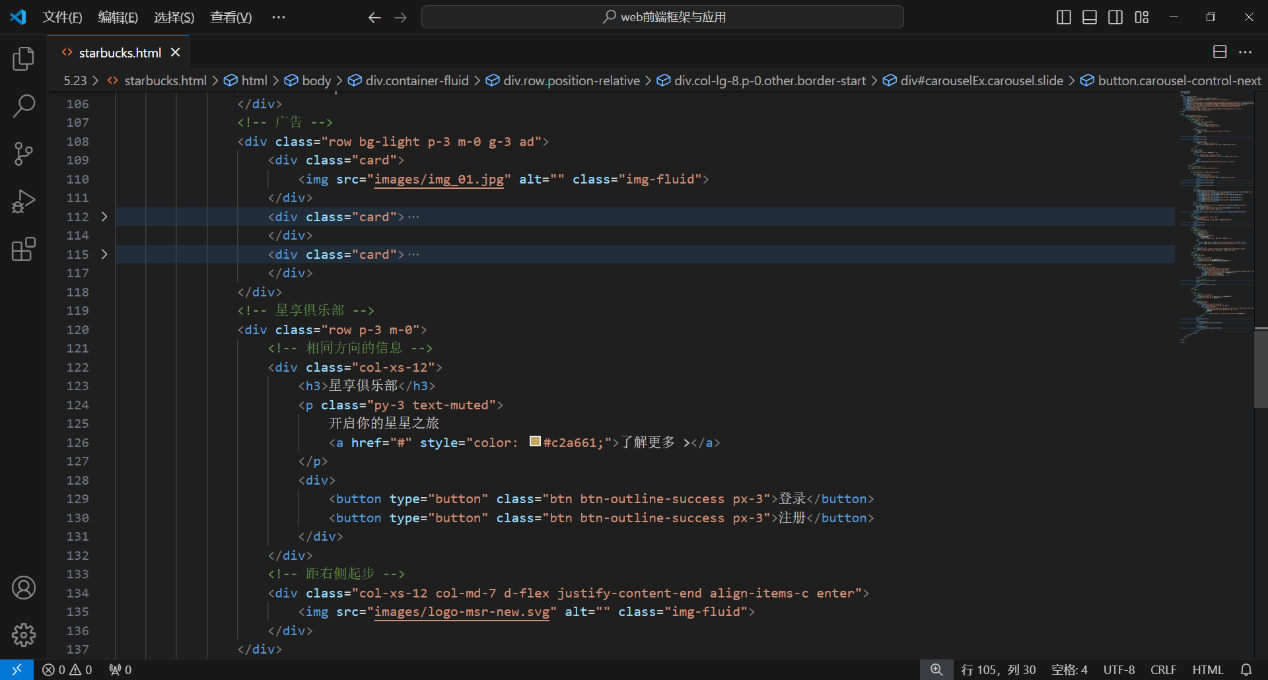 文件(F) 编辑(E) 选择(S) 查看(V) ··· web前端框架与应用
starbucks.html
5.23 > starbucks.html > html > body > div.container-fluid > div.row.position-relative > div.col-lg-8.p-0.other.border-start > div#carouselEx.carousel.slide > button.carousel-control-next
106 </div>
107 <!-- 广告 -->
108 <div class="row bg-light p-3 m-0 g-3 ad">
109 <div class="card">
110 <img src="images/img_01.jpg" alt="" class="img-fluid">
111 </div>
112 <div class="card">···
114 </div>
115 <div class="card">···
117 </div>
118 </div>
119 <!-- 星享俱乐部 -->
120 <div class="row p-3 m-0">
121 <!-- 相同方向的信息 -->
122 <div class="col-xs-12">
123 <h3>星享俱乐部</h3>
124 <p class="py-3 text-muted">
125 开启你的星星之旅
126 <a href="#" style="color: #c2a661;">了解更多 ></a>
127 </p>
128 <div>
129 <button type="button" class="btn btn-outline-success px-3">登录</button>
130 <button type="button" class="btn btn-outline-success px-3">注册</button>
131 </div>
132 </div>
133 <!-- 距右侧起步 -->
134 <div class="col-xs-12 col-md-7 d-flex justify-content-end align-items-c enter">
135 <img src="images/logo-msr-new.svg" alt="" class="img-fluid">
136 </div>
137 </div>
0 0 0 行 105，列 30 空格: 4 UTF-8 CRLF HTML